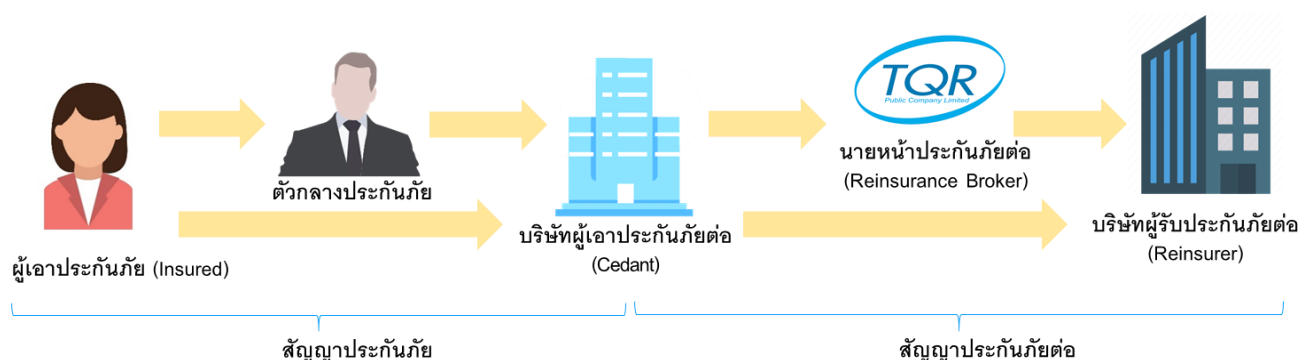 TQR
Public Company Limited
นายหน้าประกันภัยต่อ
(Reinsurance Broker)
ตัวกลางประกันภัย
บริษัทผู้เอาประกันภัยต่อ
(Cedant)
บริษัทผู้รับประกันภัยต่อ
(Reinsurer)
ผู้เอาประกันภัย (Insured)
สัญญาประกันภัย
สัญญาประกันภัยต่อ